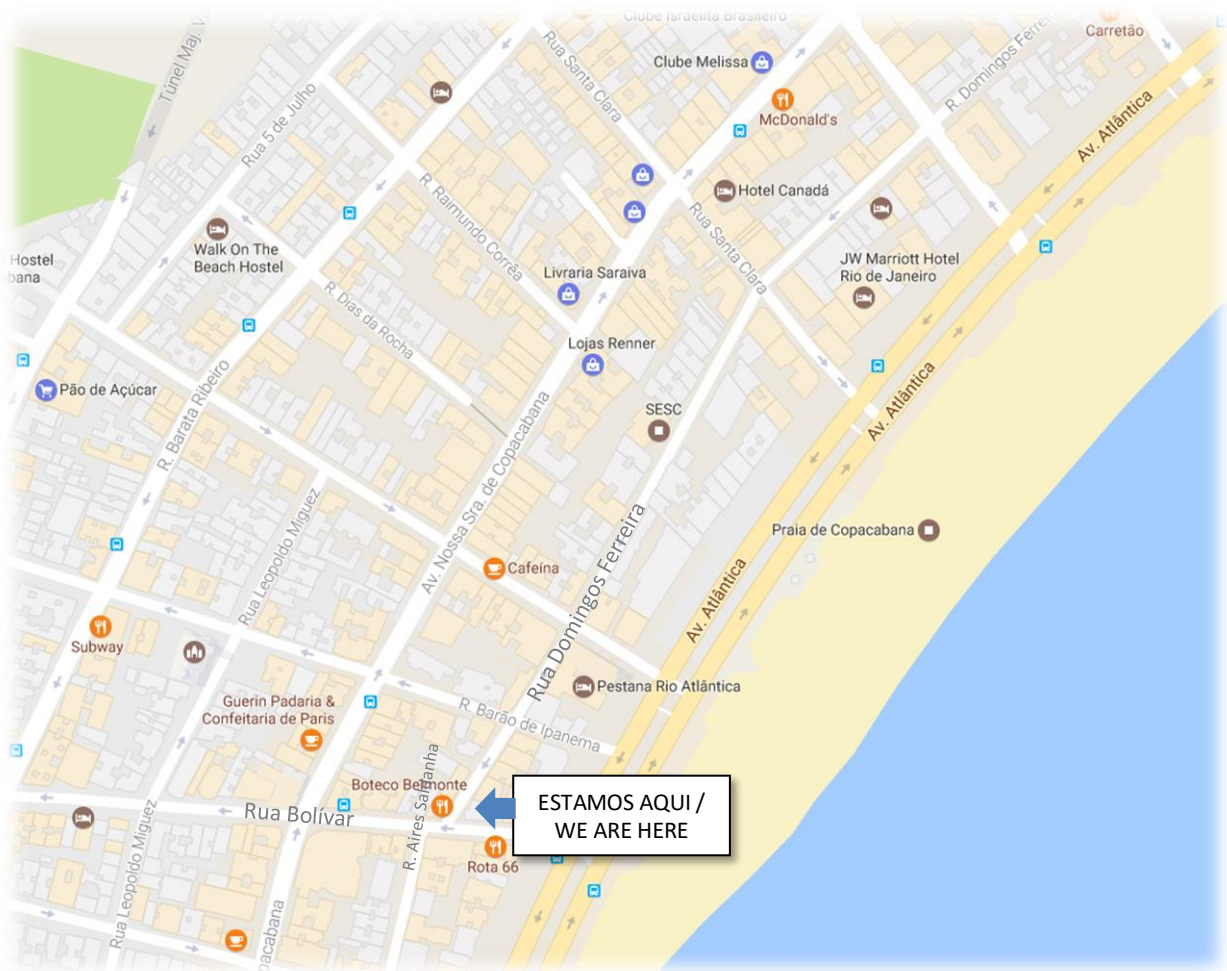 Clube Israelita Brasileiro
Carretão
Túnel Maj.
Rua Santa Clara
R. Domingos Ferreira
Clube Melissa
McDonald's
Av. Atlântica
Rua 5 de Julho
R. Raimundo Corrêa
Hotel Canadá
Rua Santa Clara
Walk On The
Beach Hostel
Hostel
bana
JW Marriott Hotel
Rio de Janeiro
Livraria Saraiva
R. Dias da Rocha
Lojas Renner
Pão de Açúcar
SESC
Av. Atlântica
R. Barata Ribeiro
Av. Nossa Sra. de Copacabana
Rua Leopoldo Miguez
Praia de Copacabana
Cafeína
Rua Domingos Ferreira
Av. Atlântica
Subway
Pestana Rio Atlântica
Guerin Padaria &
Confeitaria de Paris
R. Barão de Ipanema
Boteco Belmonte
R. Aires Saldanha
ESTAMOS AQUI /
WE ARE HERE
Rua Bolívar
Rota 66
Rua Leopoldo Miguez
pacabana